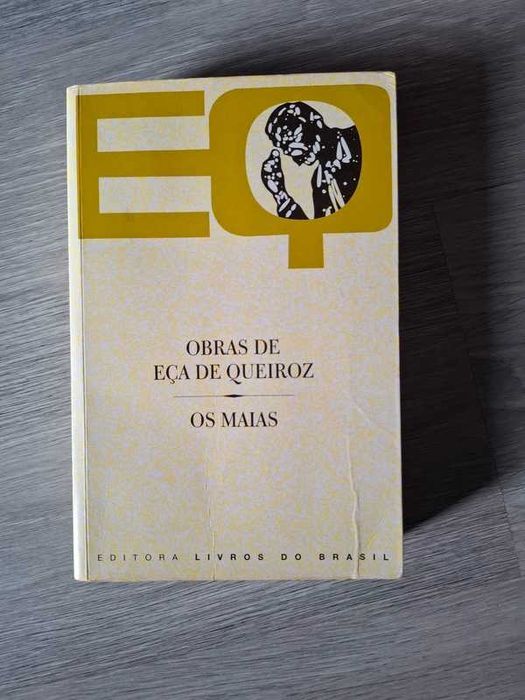 EQ
OBRAS DE
EÇA DE QUEIROZ
OS MAIAS
EDITORA LIVROS DO BRASIL